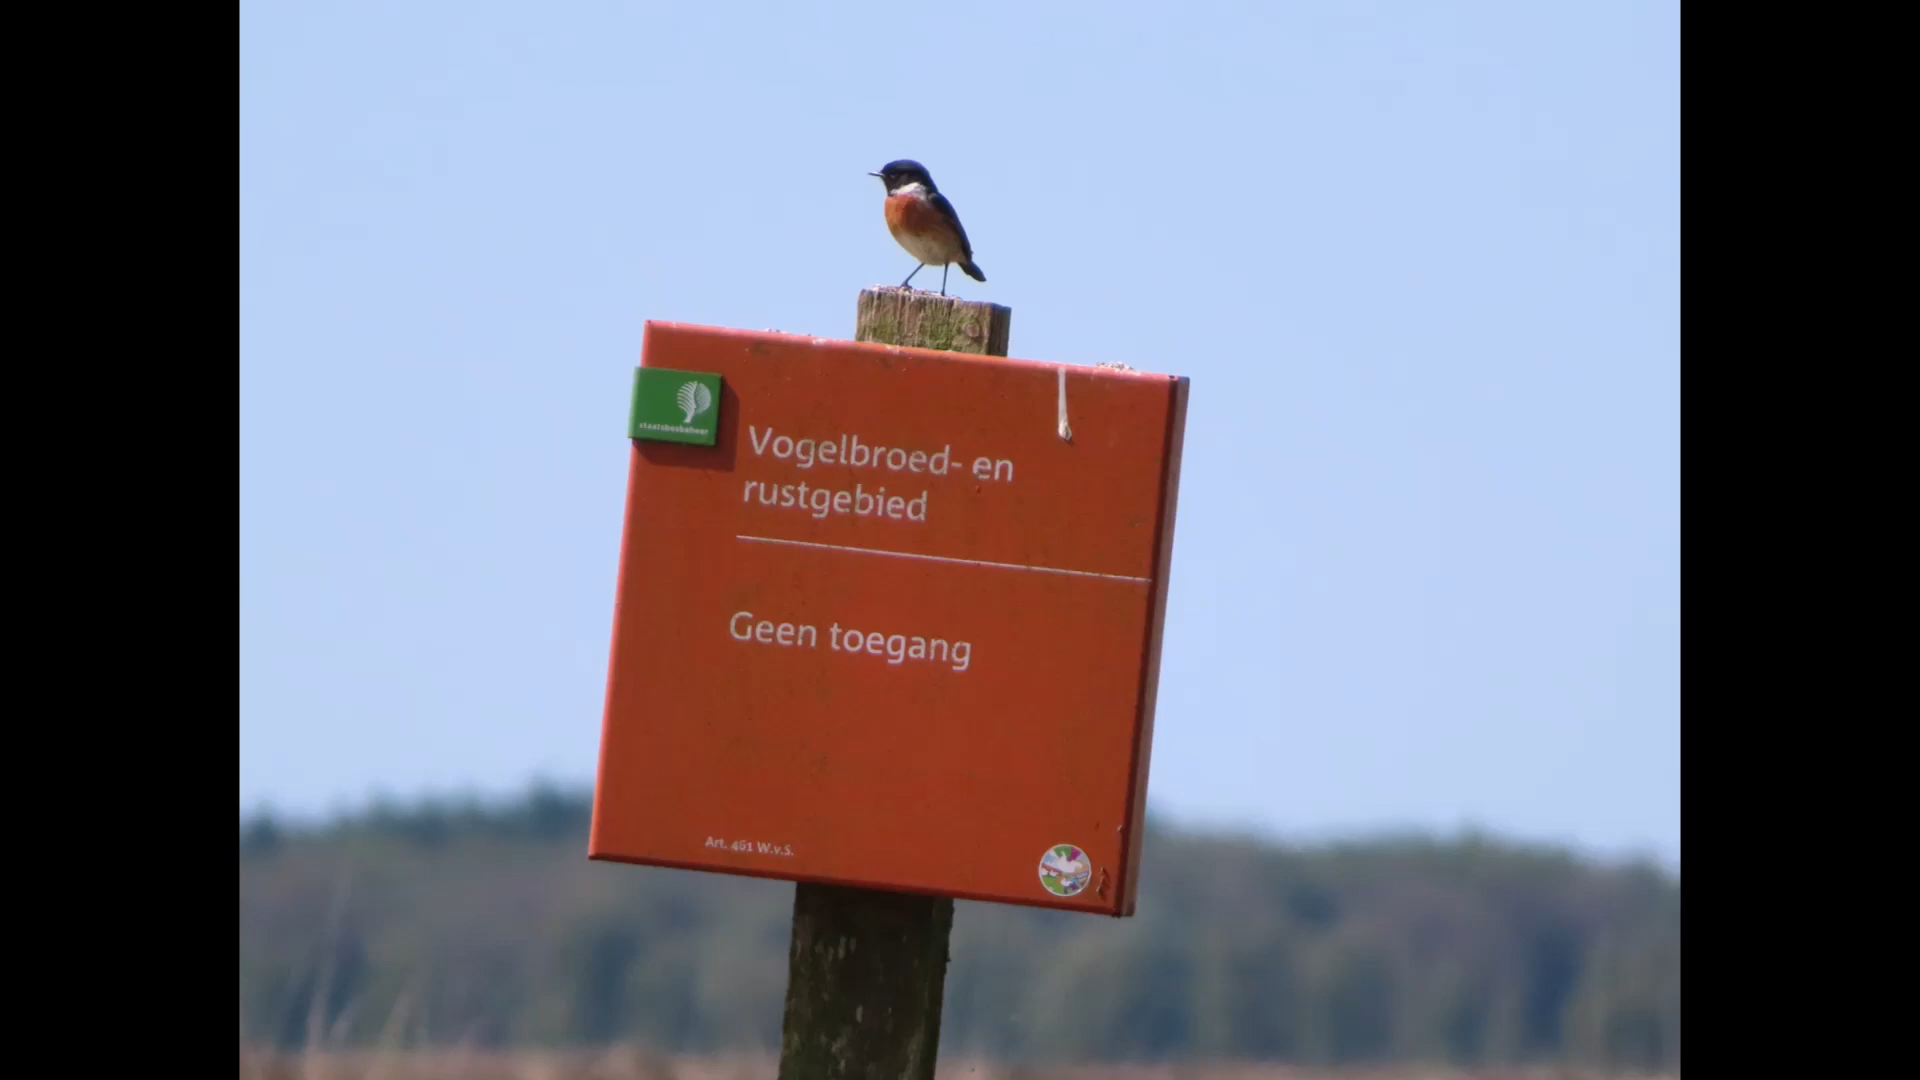 staatsbosbeheer
Vogelbroed- en
rustgebied
Geen toegang
Art. 461 W.v.S.